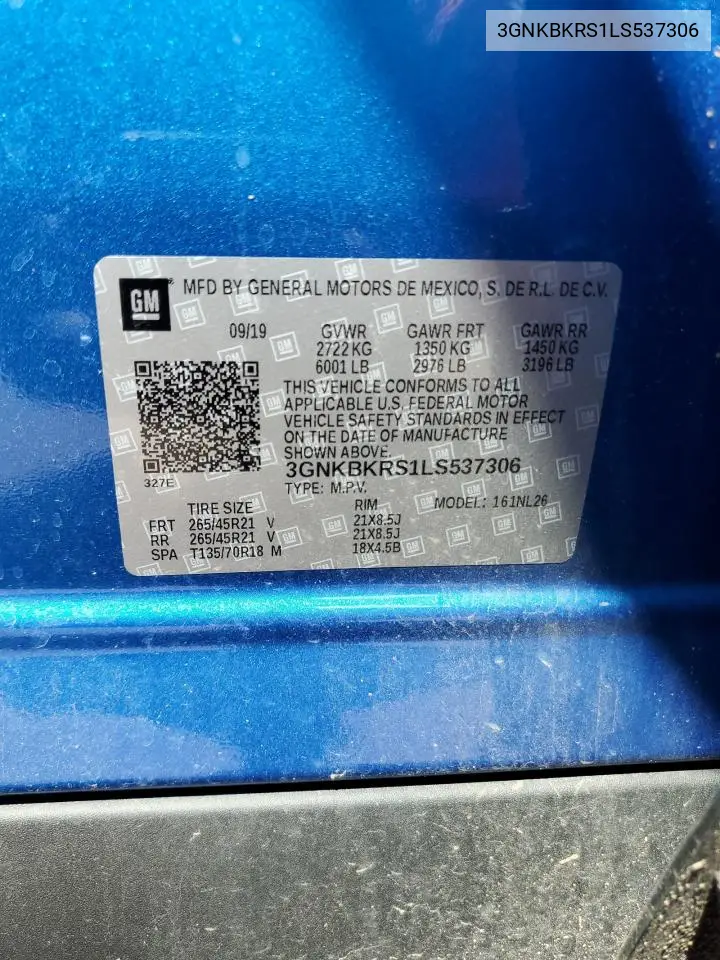 3GNKBKRS1LS537306
GM ® MFD BY GENERAL MOTORS DE MEXICO, S. DE R.L. DE C.V.
09/19 GVWR GAWR FRT GAWR RR
2722 KG 1350 KG 1450 KG
6001 LB 2976 LB 3196 LB
THIS VEHICLE CONFORMS TO ALL
APPLICABLE U.S. FEDERAL MOTOR
VEHICLE SAFETY STANDARDS IN EFFECT
ON THE DATE OF MANUFACTURE
SHOWN ABOVE.
3GNKBKRS1LS537306
327E TYPE: M.P.V.
TIRE SIZE RIM MODEL: 161NL26
FRT 265/45R21 V 21X8.5J
RR 265/45R21 V 21X8.5J
SPA T135/70R18 M 18X4.5B